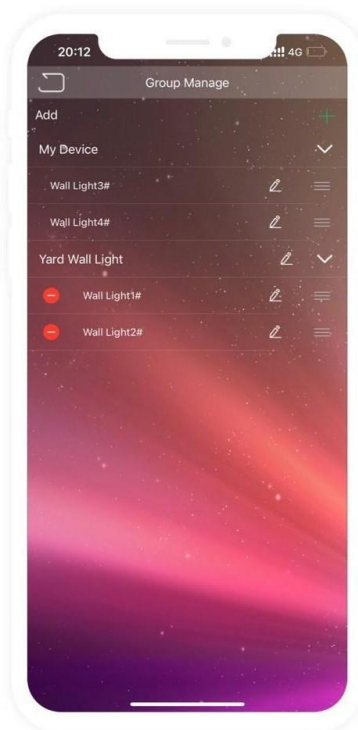 20:12 4G
Group Manage
Add
My Device
Wall Light3#
Wall Light4#
Yard Wall Light
Wall Light1#
Wall Light2#